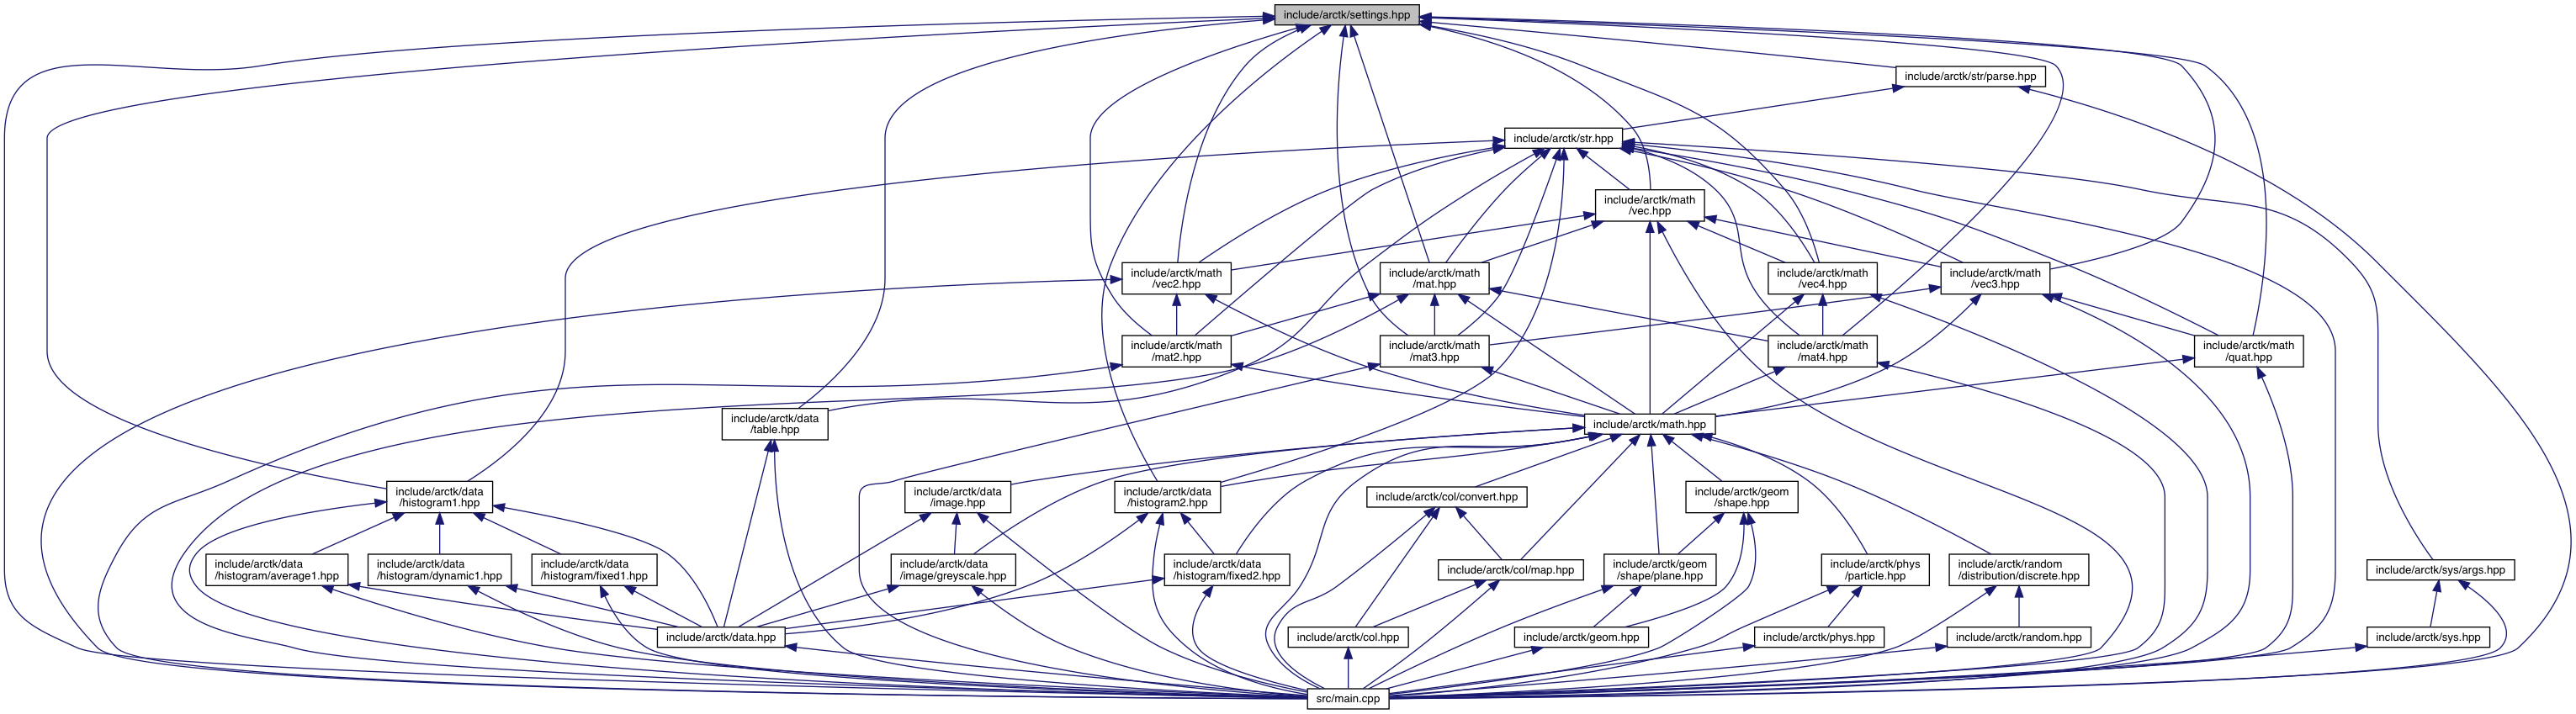 include/arctk/settings.hpp
include/arctk/str/parse.hpp
include/arctk/str.hpp
include/arctk/math
/vec.hpp
include/arctk/math
/vec2.hpp
include/arctk/math
/mat.hpp
include/arctk/math
/vec4.hpp
include/arctk/math
/vec3.hpp
include/arctk/math
/mat2.hpp
include/arctk/math
/mat3.hpp
include/arctk/math
/mat4.hpp
include/arctk/math
/quat.hpp
include/arctk/data
/table.hpp
include/arctk/math.hpp
include/arctk/data
/histogram1.hpp
include/arctk/data
/image.hpp
include/arctk/data
/histogram2.hpp
include/arctk/col/convert.hpp
include/arctk/geom
/shape.hpp
include/arctk/data
/histogram/average1.hpp
include/arctk/data
/histogram/dynamic1.hpp
include/arctk/data
/histogram/fixed1.hpp
include/arctk/data
/image/greyscale.hpp
include/arctk/data
/histogram/fixed2.hpp
include/arctk/col/map.hpp
include/arctk/geom
/shape/plane.hpp
include/arctk/phys
/particle.hpp
include/arctk/random
/distribution/discrete.hpp
include/arctk/sys/args.hpp
include/arctk/data.hpp
include/arctk/col.hpp
include/arctk/geom.hpp
include/arctk/phys.hpp
include/arctk/random.hpp
include/arctk/sys.hpp
src/main.cpp